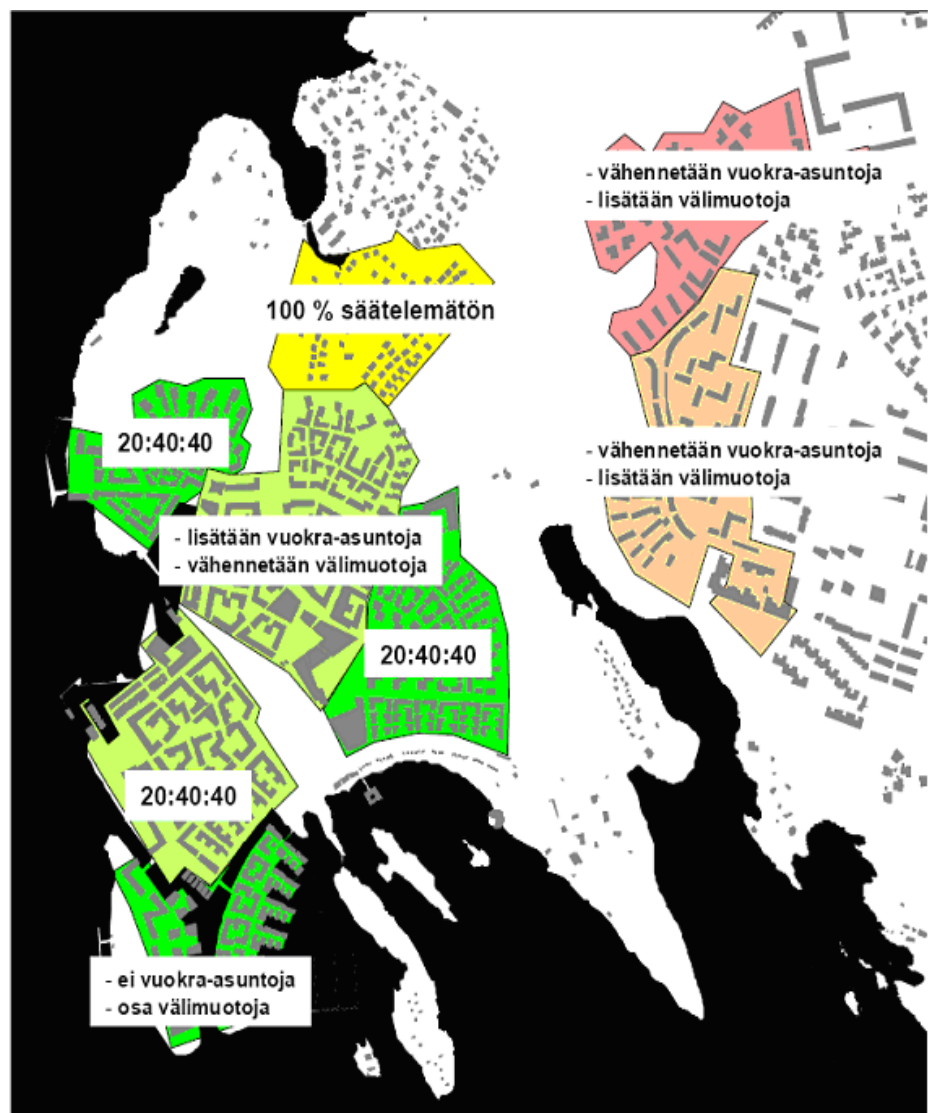 - vähennetään vuokra-asuntoja
- lisätään välimuotoja
100 % säätelemätön
20:40:40
- vähennetään vuokra-asuntoja
- lisätään välimuotoja
- lisätään vuokra-asuntoja
- vähennetään välimuotoja
20:40:40
20:40:40
- ei vuokra-asuntoja
- osa välimuotoja